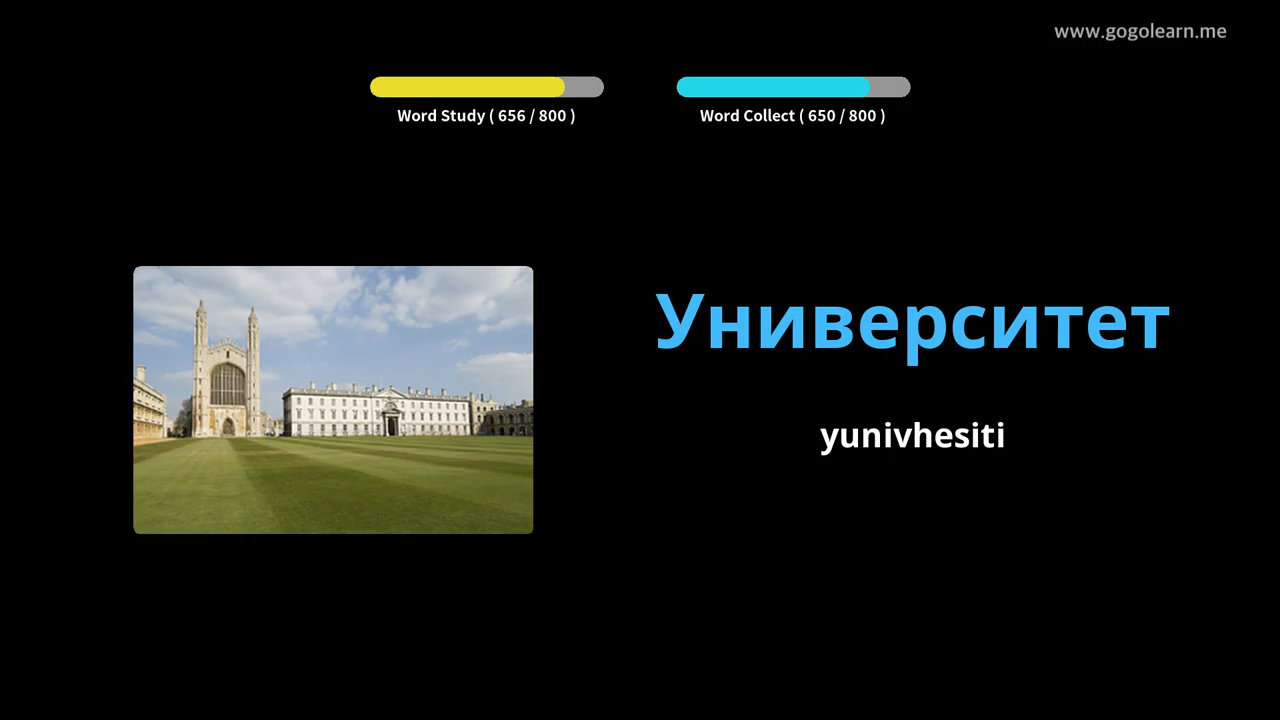 www.gogolearn.me
Word Study ( 656 / 800 )
Word Collect ( 650 / 800 )
Университет
yunivhesiti